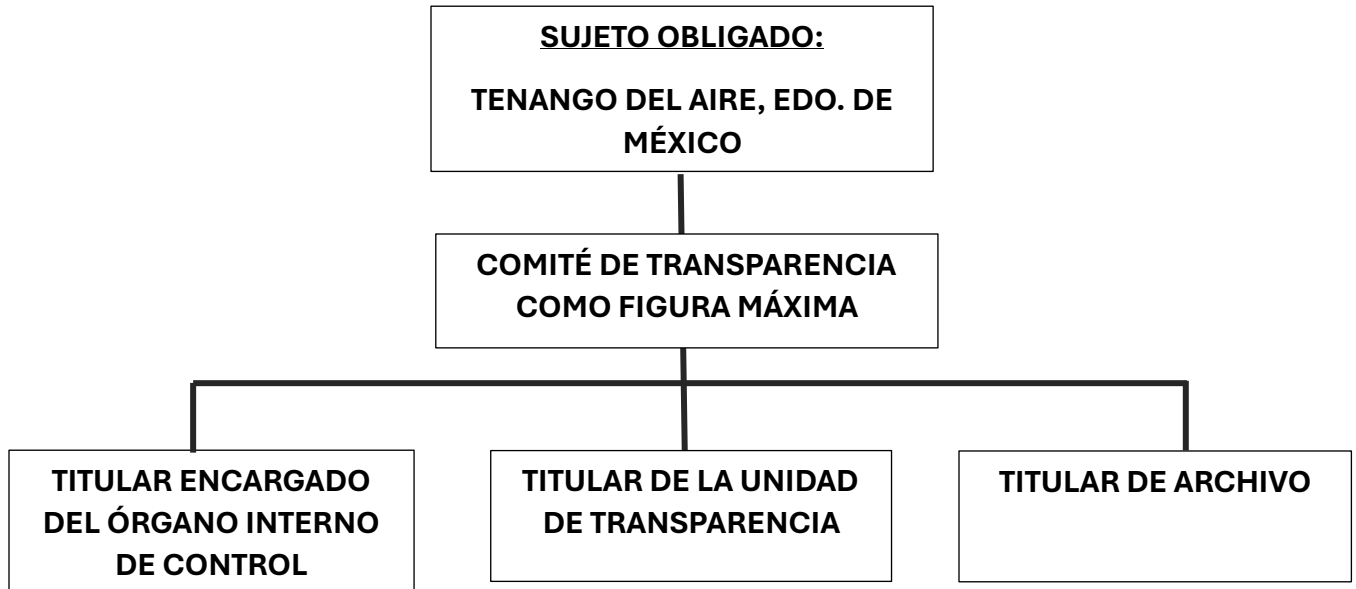 SUJETO OBLIGADO:
TENANGO DEL AIRE, EDO. DE
MÉXICO
COMITÉ DE TRANSPARENCIA
COMO FIGURA MÁXIMA
TITULAR ENCARGADO
DEL ÓRGANO INTERNO
DE CONTROL
TITULAR DE LA UNIDAD
DE TRANSPARENCIA
TITULAR DE ARCHIVO